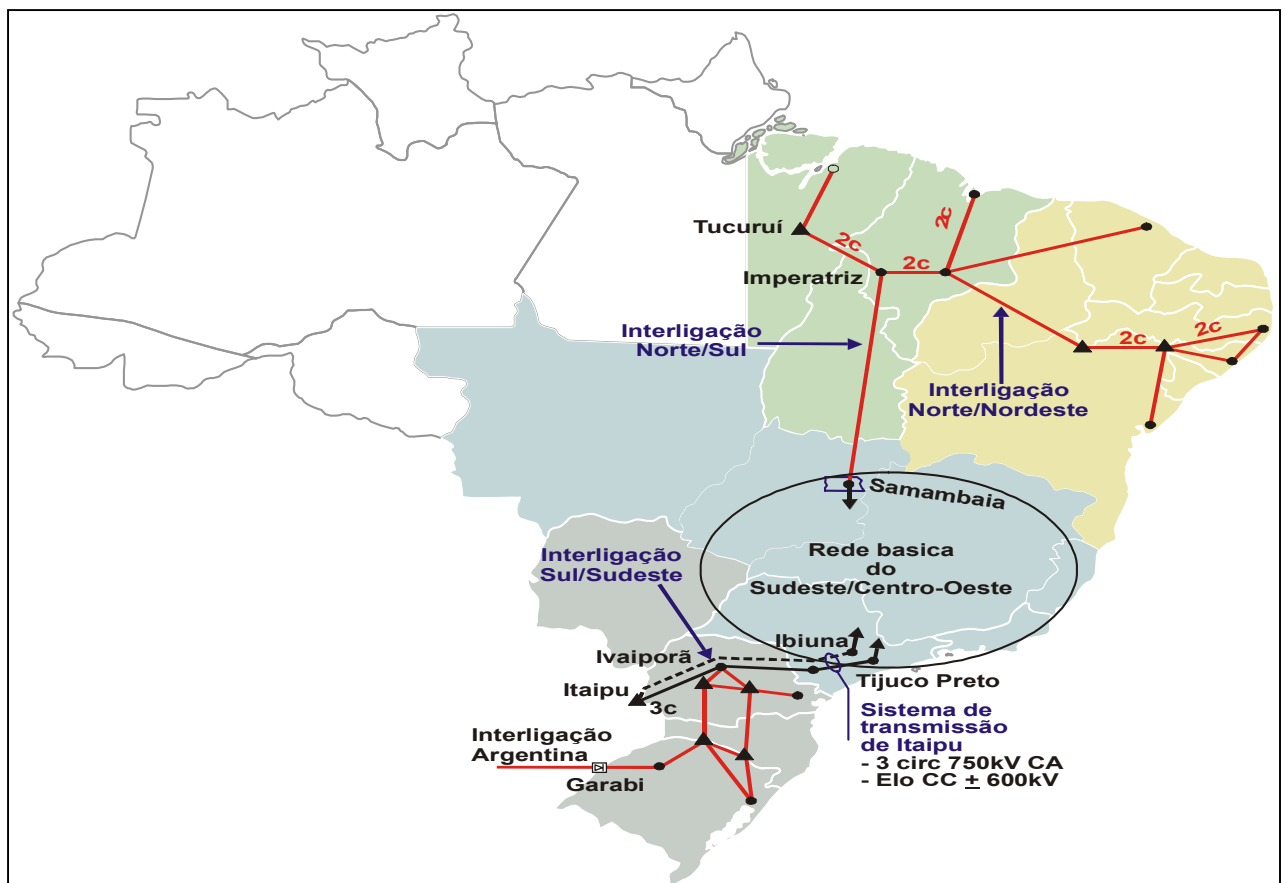 Tucuruí
2c
2c
2c
Imperatriz
Interligação
Norte/Sul
2c
2c
Interligação
Norte/Nordeste
Samambaia
Rede basica
do
Sudeste/Centro-Oeste
Interligação
Sul/Sudeste
Ibiuna
Ivaiporã
Itaipu
3c
Tijuco Preto
Sistema de
transmissão
de Itaipu
- 3 circ 750kV CA
- Elo CC ± 600kV
Interligação
Argentina
Garabi